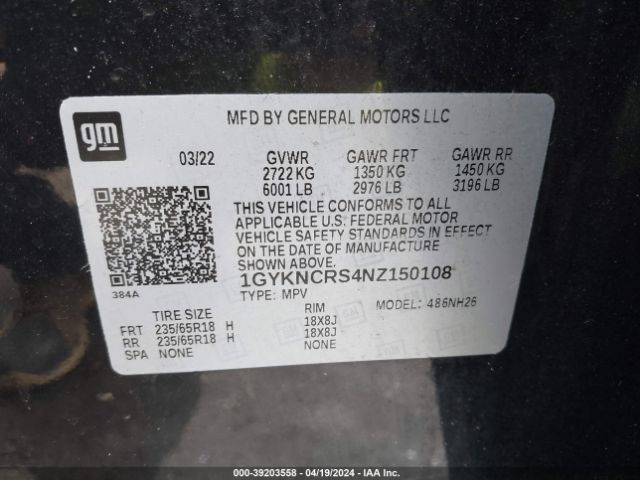 gm
MFD BY GENERAL MOTORS LLC
03/22 GVWR GAWR FRT GAWR RR
2722 KG 1350 KG 1450 KG
6001 LB 2976 LB 3196 LB
THIS VEHICLE CONFORMS TO ALL
APPLICABLE U.S. FEDERAL MOTOR
VEHICLE SAFETY STANDARDS IN EFFECT
ON THE DATE OF MANUFACTURE
SHOWN ABOVE.
384A
1GYKNCRS4NZ150108
TYPE: MPV MODEL: 486NH26
TIRE SIZE RIM
FRT 235/65R18 H 18X8J
RR 235/65R18 H 18X8J
SPA NONE NONE
000-39203558 - 04/19/2024 - IAA Inc.